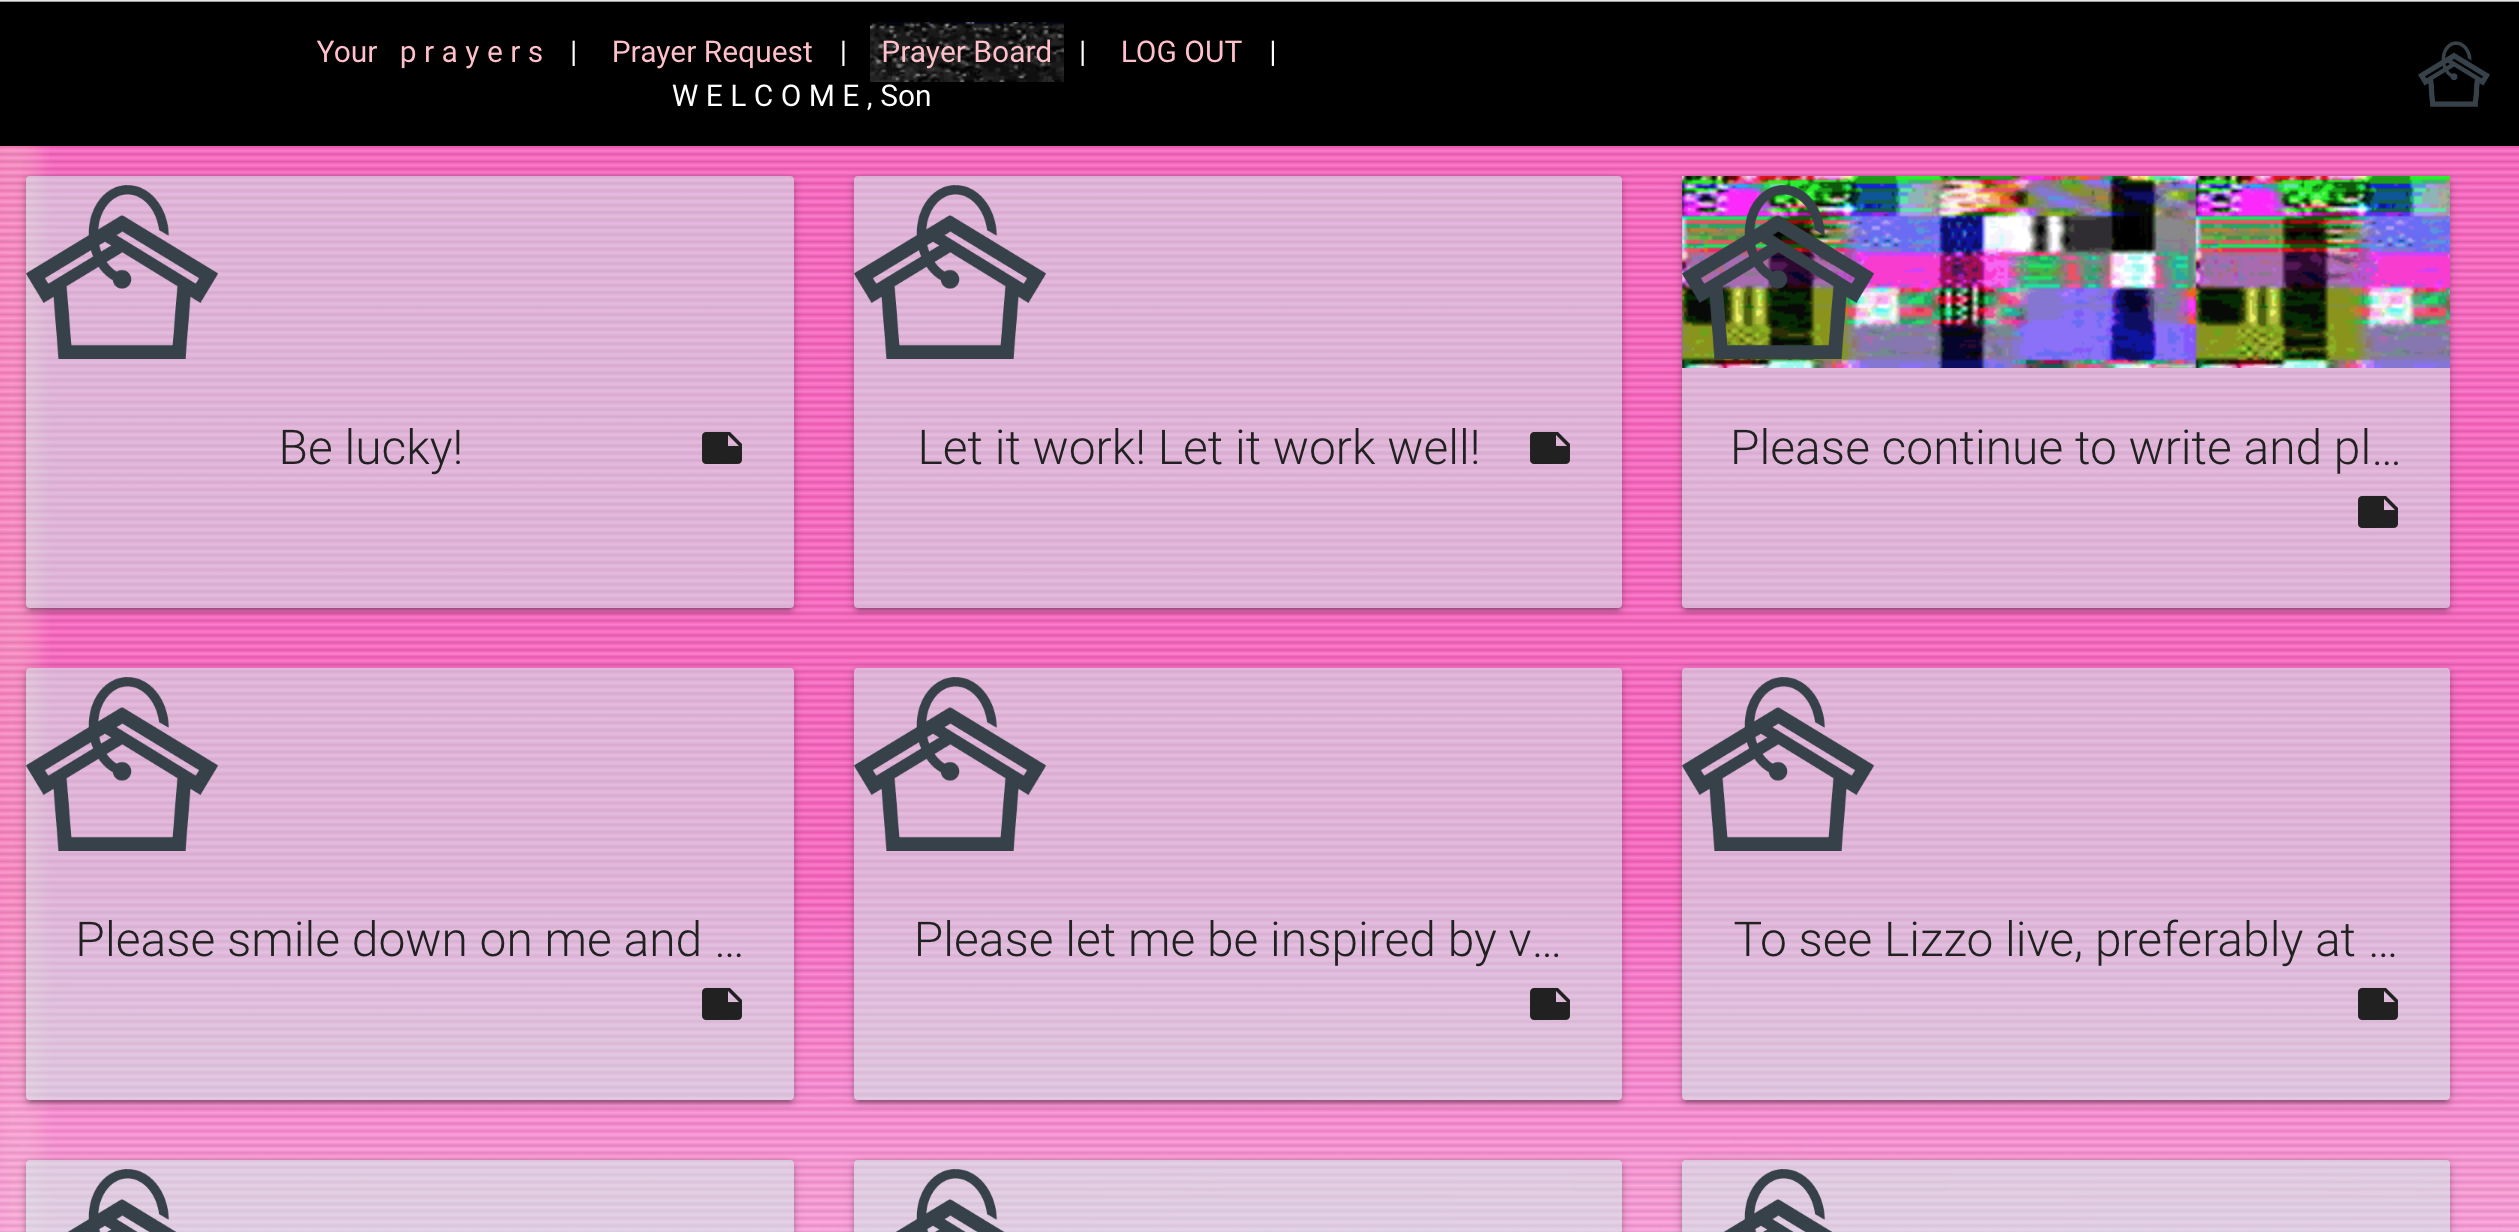 Your prayers | Prayer Request | Prayer Board | LOG OUT |
WELCOME, Son
Be lucky!
Let it work! Let it work well!
Please continue to write and pl...
Please smile down on me and ...
Please let me be inspired by v...
To see Lizzo live, preferably at ...